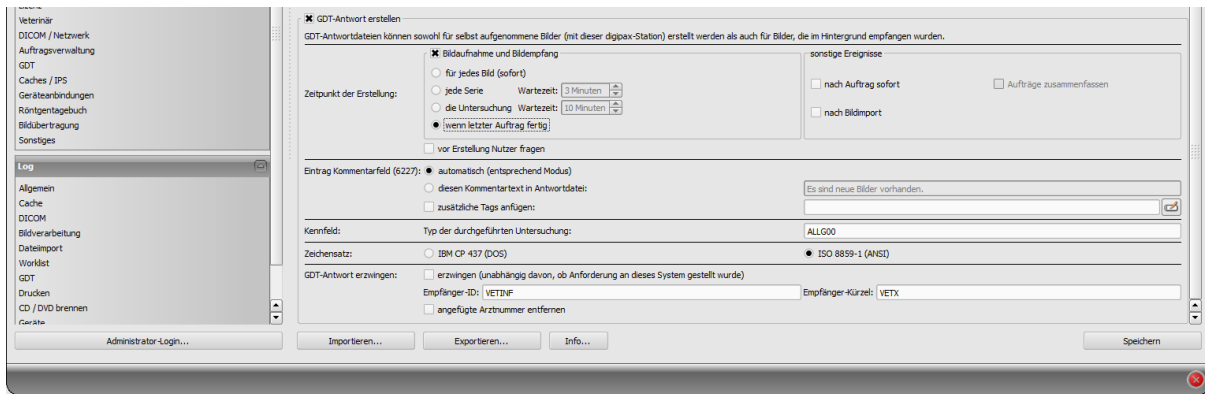 Veterinär
DICOM / Netzwerk
Auftragsverwaltung
GDT
Caches / IPS
Geräteanbindungen
Röntgentagebuch
Bildübertragung
Sonstiges
Log
Allgemein
Cache
DICOM
Bildverarbeitung
Dateiimport
Worklist
GDT
Drucken
CD / DVD brennen
Geräte
Administrator-Login...
GDT-Antwort erstellen
GDT-Antwortdateien können sowohl für selbst aufgenommene Bilder (mit dieser digipax-Station) erstellt werden als auch für Bilder, die im Hintergrund empfangen wurden.
Zeitpunkt der Erstellung:
Bildaufnahme und Bildempfang
für jedes Bild (sofort)
jede Serie Wartezeit: 3 Minuten
die Untersuchung Wartezeit: 10 Minuten
wenn letzter Auftrag fertig
sonstige Ereignisse
nach Auftrag sofort Aufträge zusammenfassen
nach Bildimport
vor Erstellung Nutzer fragen
Eintrag Kommentarfeld (6227): automatisch (entsprechend Modus)
diesen Kommentartext in Antwortdatei: Es sind neue Bilder vorhanden.
zusätzliche Tags anfügen:
Kennfeld: Typ der durchgeführten Untersuchung: ALLG00
Zeichensatz: IBM CP 437 (DOS) ISO 8859-1 (ANSI)
GDT-Antwort erzwingen: erzwingen (unabhängig davon, ob Anforderung an dieses System gestellt wurde)
Empfänger-ID: VETINF Empfänger-Kürzel: VETX
angefügte Arztnummer entfernen
Importieren... Exportieren... Info... Speichern